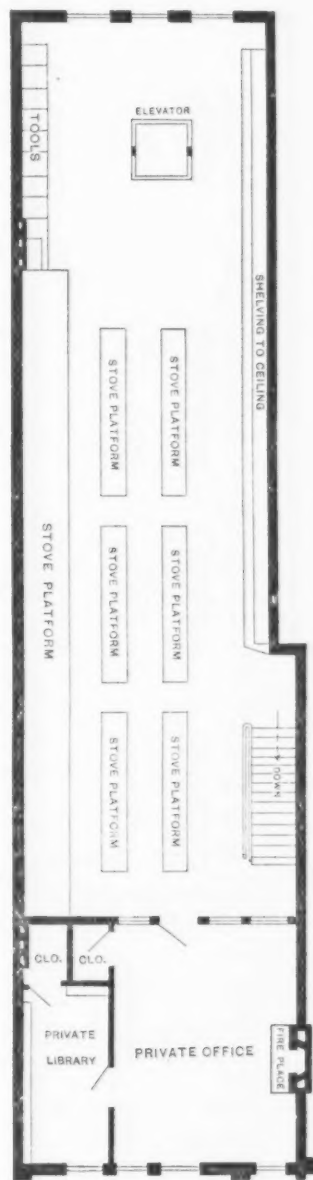 ELEVATOR
TOOLS
SHELVING TO CEILING
STOVE PLATFORM
STOVE PLATFORM
STOVE PLATFORM
STOVE PLATFORM
STOVE PLATFORM
STOVE PLATFORM
STOVE PLATFORM
DOWN
CLO.
CLO.
PRIVATE
LIBRARY
PRIVATE OFFICE
FIRE PLACE